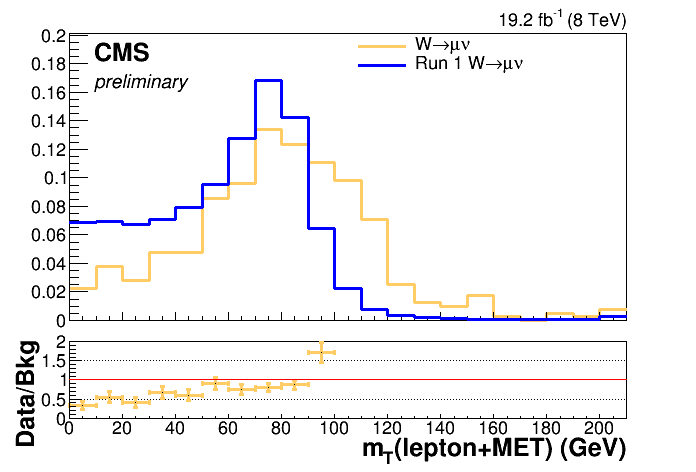 19.2 fb⁻¹ (8 TeV)
CMS
preliminary
W→μν
Run 1 W→μν
0.2
0.18
0.16
0.14
0.12
0.1
0.08
0.06
0.04
0.02
0
Data/Bkg
2
1.5
1
0.5
0
0 20 40 60 80 100 120 140 160 180 200
m_T(lepton+MET) (GeV)